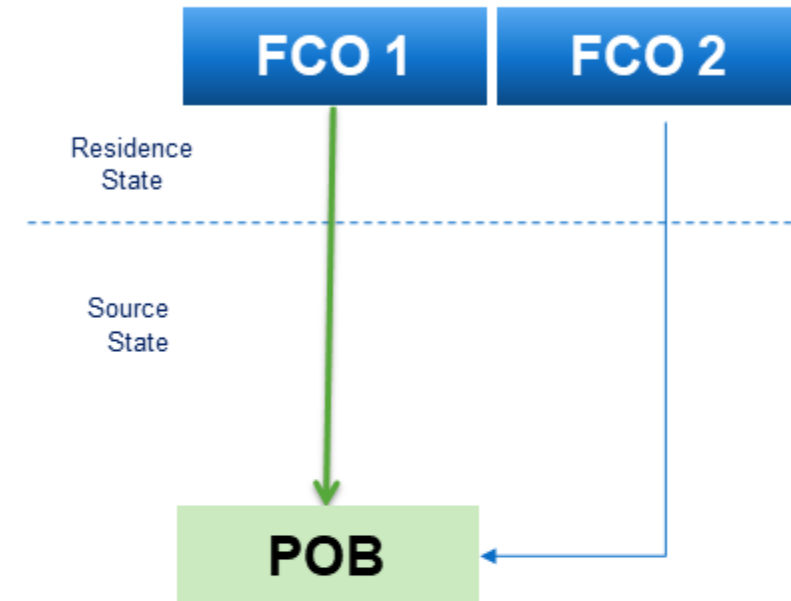 FCO 1
FCO 2
Residence
State
Source
State
POB